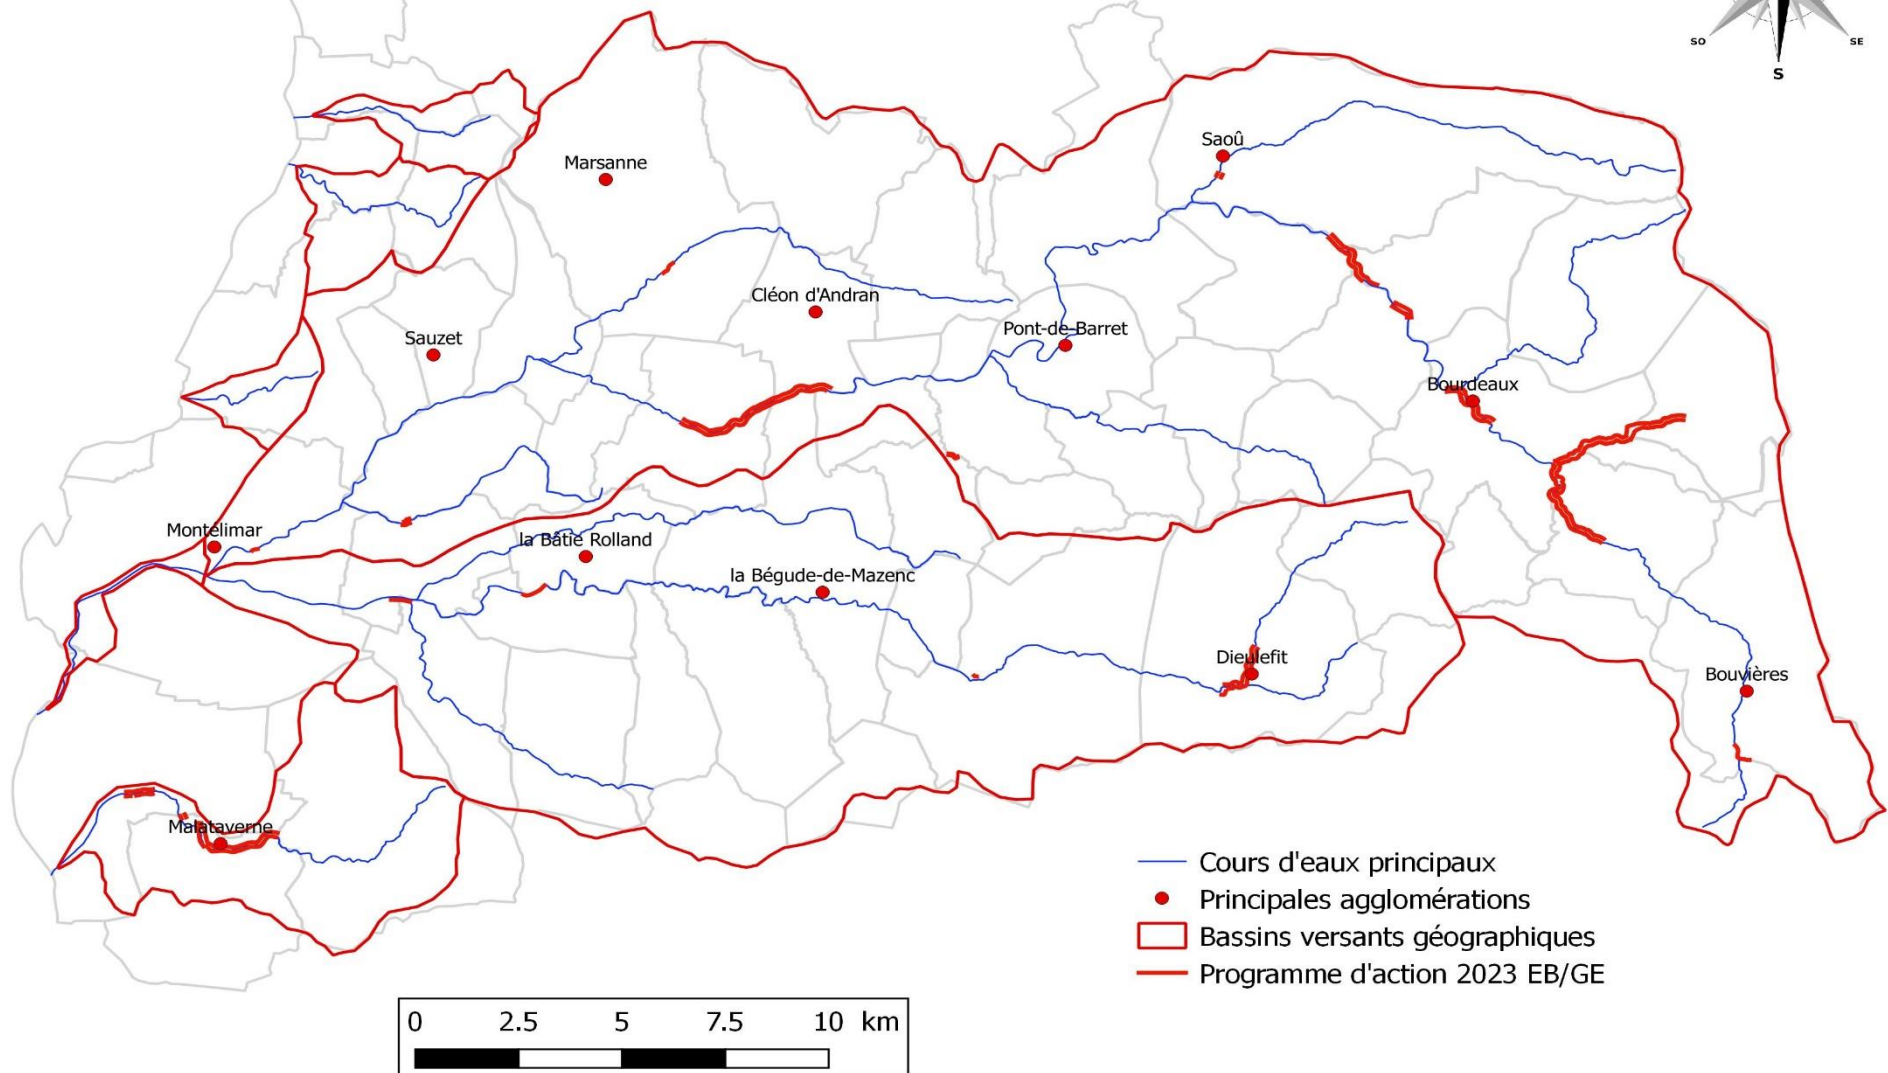 SO
SE
S
Saoû
Marsanne
Cléon d'Andran
Pont-de-Barret
Sauzet
Bourdeaux
Montélimar
la Bâtie Rolland
la Bégude-de-Mazenc
Dieulefit
Bouvières
Malataverne
Cours d'eaux principaux
Principales agglomérations
Bassins versants géographiques
Programme d'action 2023 EB/GE
0 2.5 5 7.5 10 km